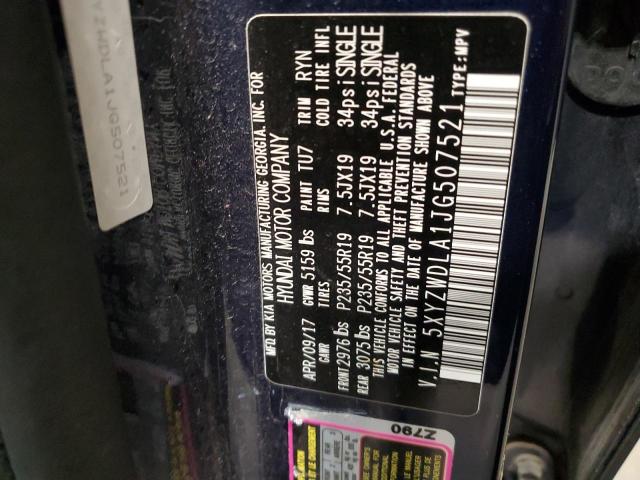 MFD. BY KIA MOTORS MANUFACTURING GEORGIA. INC. FOR
HYUNDAI MOTOR COMPANY
APR/09/17 GVWR 5159 lbs PAINT TU7 TRIM RYN
GAWR TIRES RIMS COLD TIRE INFL
FRONT 2976 lbs P235/55R19 7.5JX19 34psi SINGLE
REAR 3075 lbs P235/55R19 7.5JX19 34psi SINGLE
THIS VEHICLE CONFORMS TO ALL APPLICABLE U.S.A. FEDERAL
MOTOR VEHICLE SAFETY AND THEFT PREVENTION STANDARDS
IN EFFECT ON THE DATE OF MANUFACTURE SHOWN ABOVE
V.I.N 5XYZWDLA1JG507521 TYPE:MPV
YZWDLA1JG507521
Z790